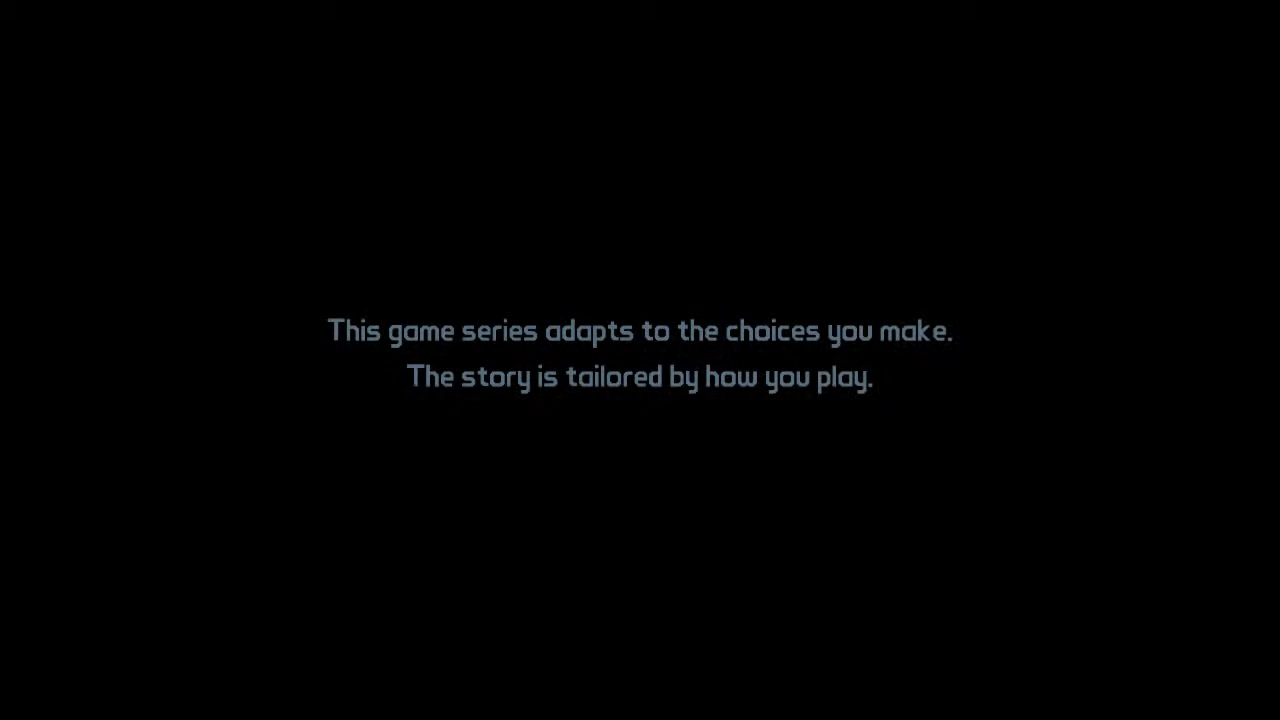 This game series adapts to the choices you make.
The story is tailored by how you play.